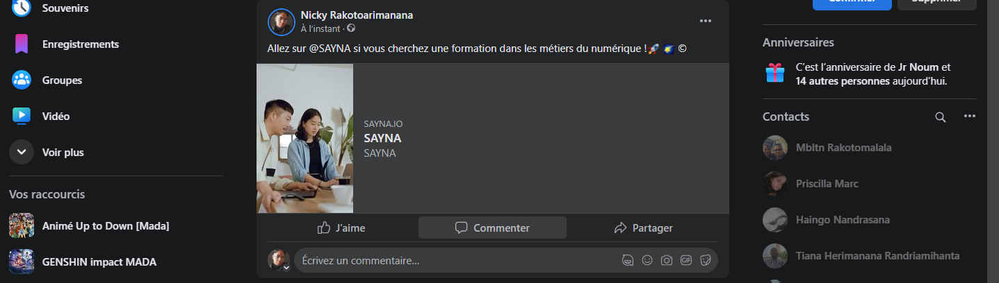 Souvenirs
Enregistrements
Groupes
Vidéo
Voir plus
Vos raccourcis
Animé Up to Down [Mada]
GENSHIN impact MADA
Nicky Rakotoarimanana
À l'instant ·
Allez sur @SAYNA si vous cherchez une formation dans les métiers du numérique !🚀 🌠 ©
SAYNA.IO
SAYNA
SAYNA
J'aime
Commenter
Partager
Écrivez un commentaire...
GIF
Confirmer
Supprimer
Anniversaires
C'est l'anniversaire de Jr Noum et
14 autres personnes aujourd'hui.
Contacts
Mbltn Rakotomalala
Priscilla Marc
Haingo Nandrasana
Tiana Herimanana Randriamihanta